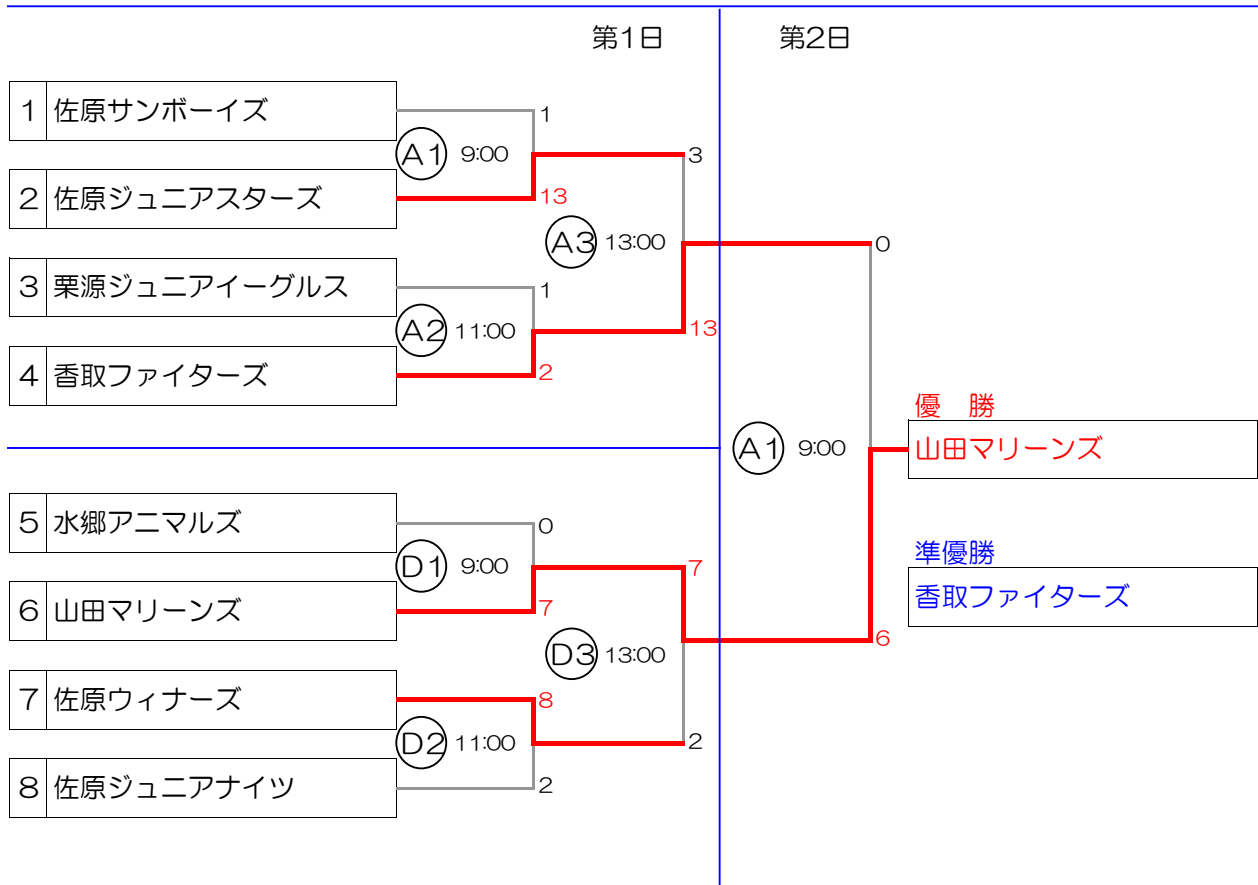 第1日
第2日
1 佐原サンボーイズ
1
A1 9:00
3
2 佐原ジュニアスターズ
13
A3 13:00
0
3 栗源ジュニアイーグルス
1
A2 11:00
13
4 香取ファイターズ
2
優 勝
A1 9:00
山田マリーンズ
5 水郷アニマルズ
0
準優勝
D1 9:00
7
6 山田マリーンズ
7
香取ファイターズ
6
D3 13:00
7 佐原ウィナーズ
8
D2 11:00
2
8 佐原ジュニアナイツ
2